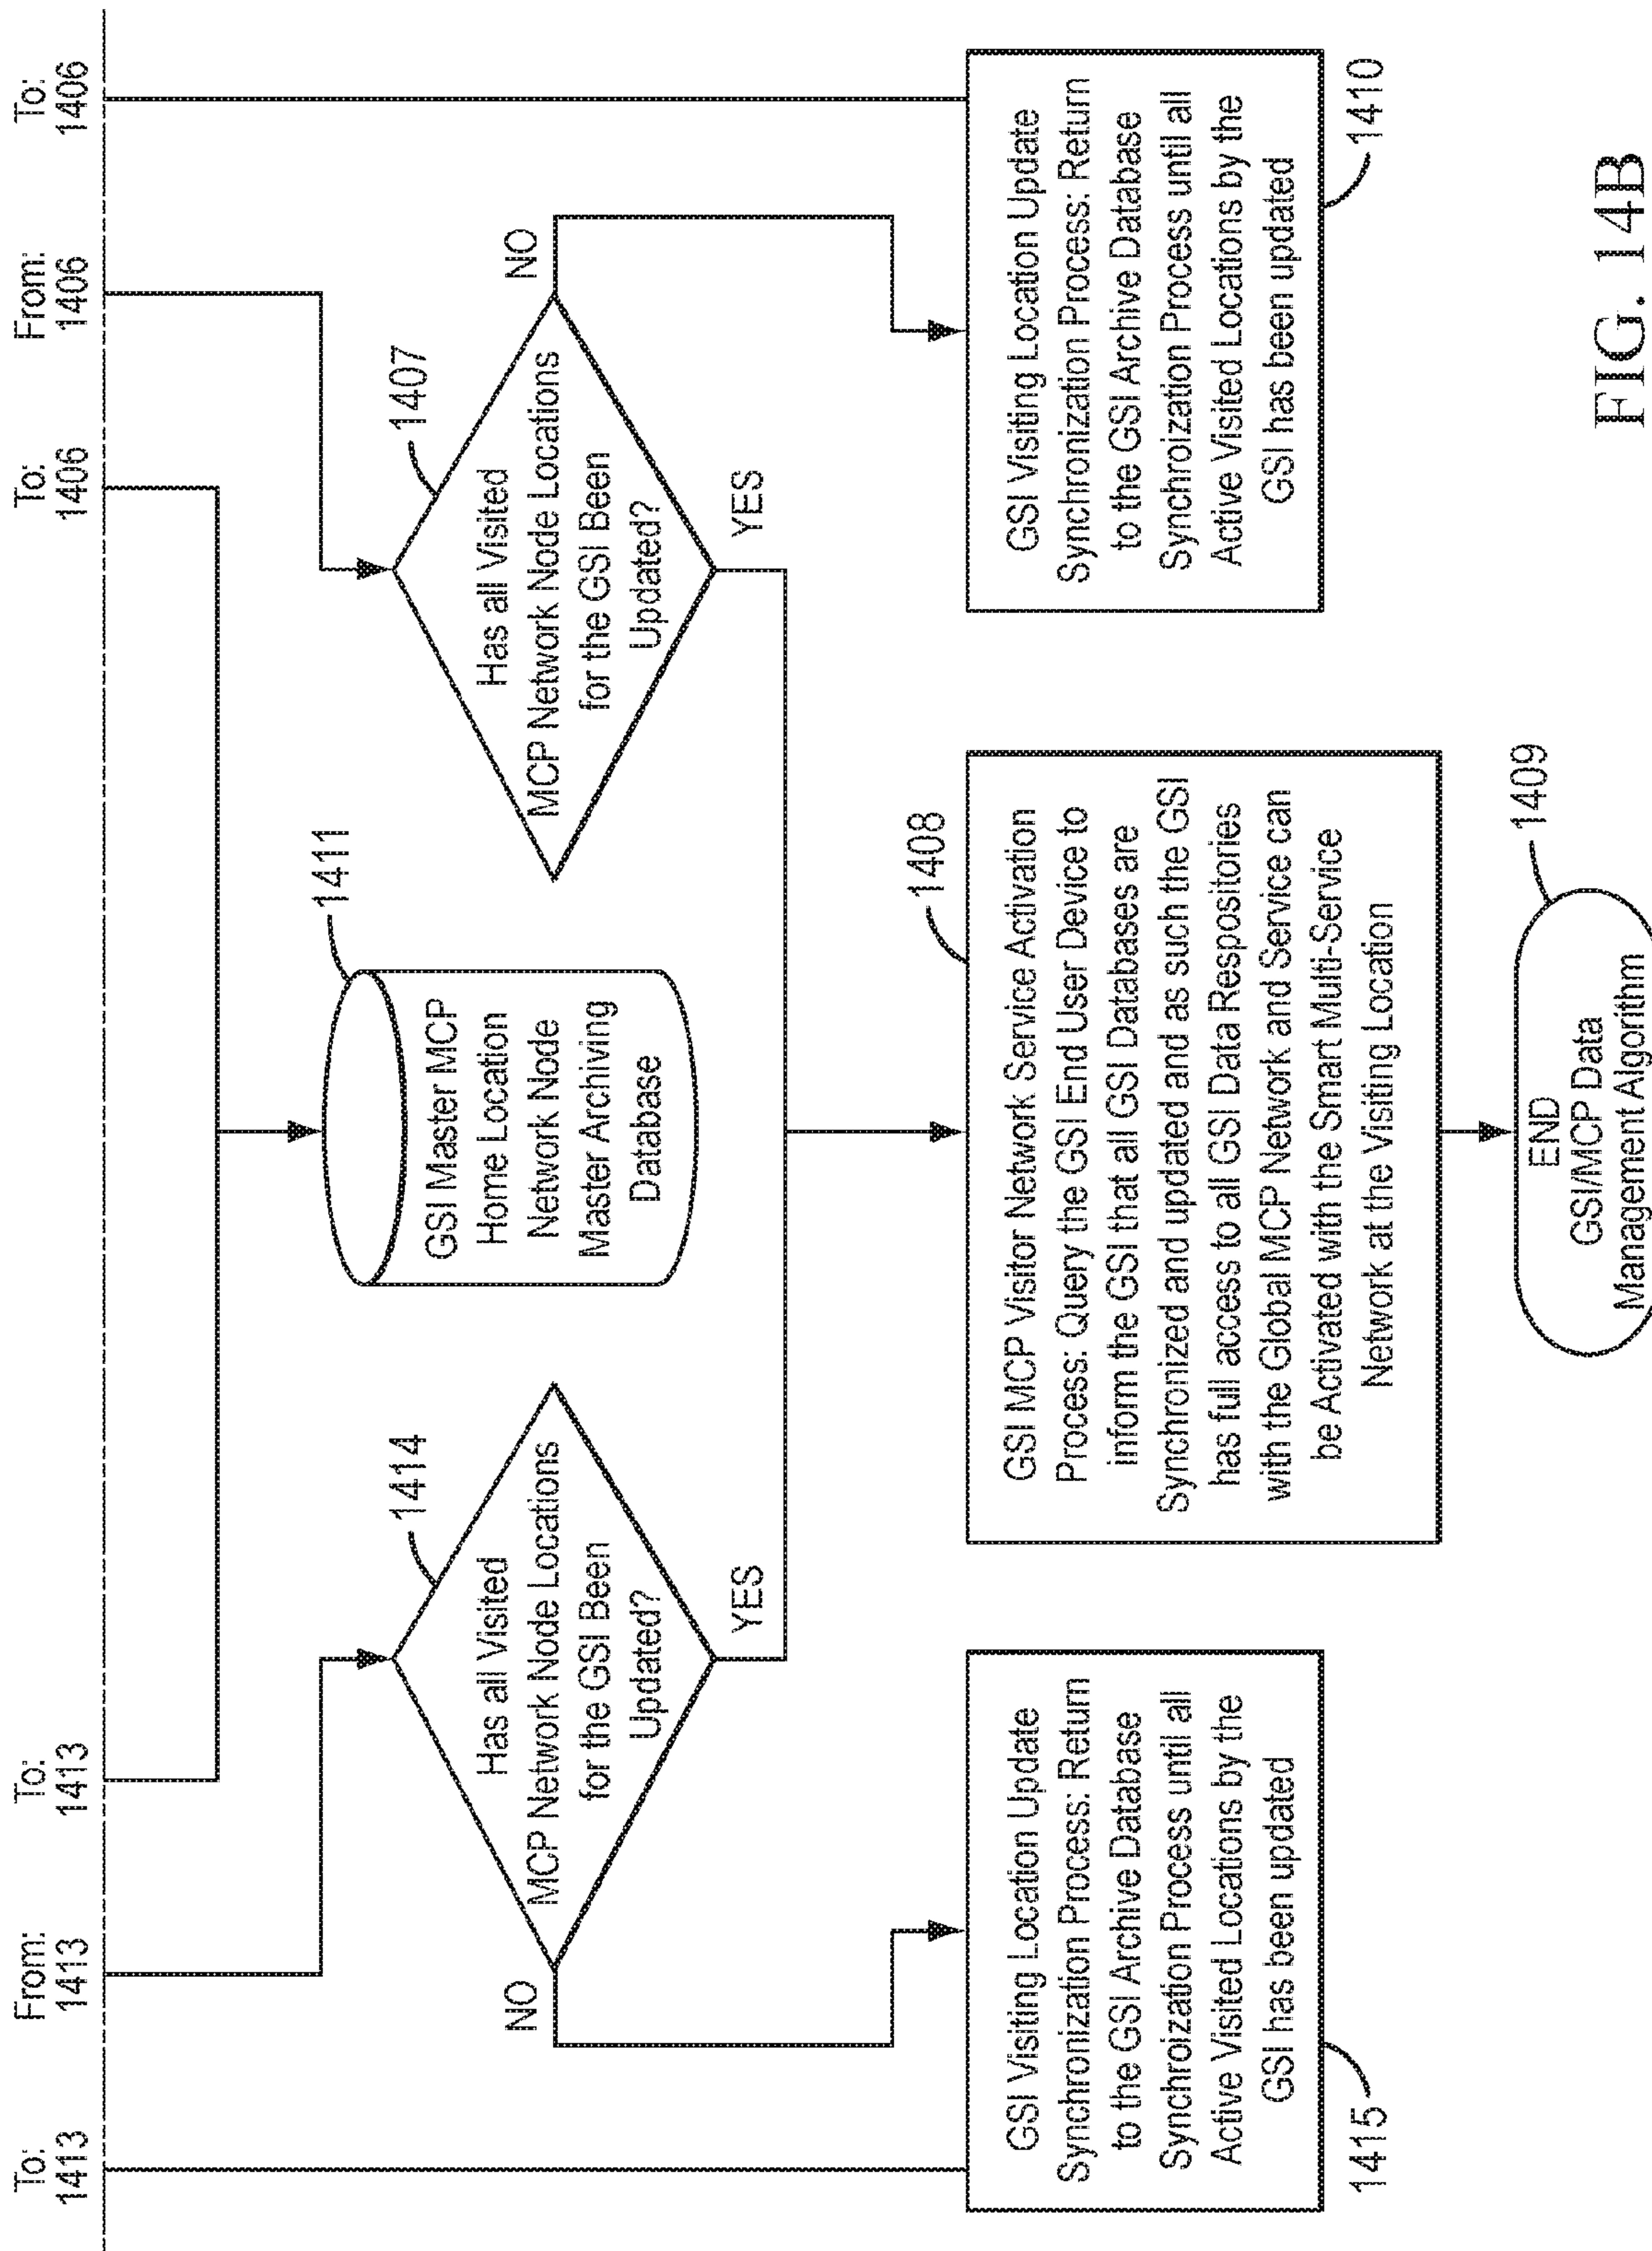 To:
1413
From:
1413
To:
1413
To:
1406
From:
1406
To:
1406
1414
Has all Visited
MCP Network Node Locations
for the GSI Been
Updated?
NO
YES
1411
GSI Master MCP
Home Location
Network Node
Master Archiving
Database
1407
Has all Visited
MCP Network Node Locations
for the GSI Been
Updated?
NO
YES
GSI Visiting Location Update
Synchronization Process: Return
to the GSI Archive Database
Synchroization Process until all
Active Visited Locations by the
GSI has been updated
1415
1408
GSI MCP Visitor Network Service Activation
Process: Query the GSI End User Device to
inform the GSI that all GSI Databases are
Synchronized and updated and as such the GSI
has full access to all GSI Data Respositories
with the Global MCP Network and Service can
be Activated with the Smart Multi-Service
Network at the Visiting Location
GSI Visiting Location Update
Synchronization Process: Return
to the GSI Archive Database
Synchroization Process until all
Active Visited Locations by the
GSI has been updated
1410
1409
END
GSI/MCP Data
Management Algorithm
FIG. 14B